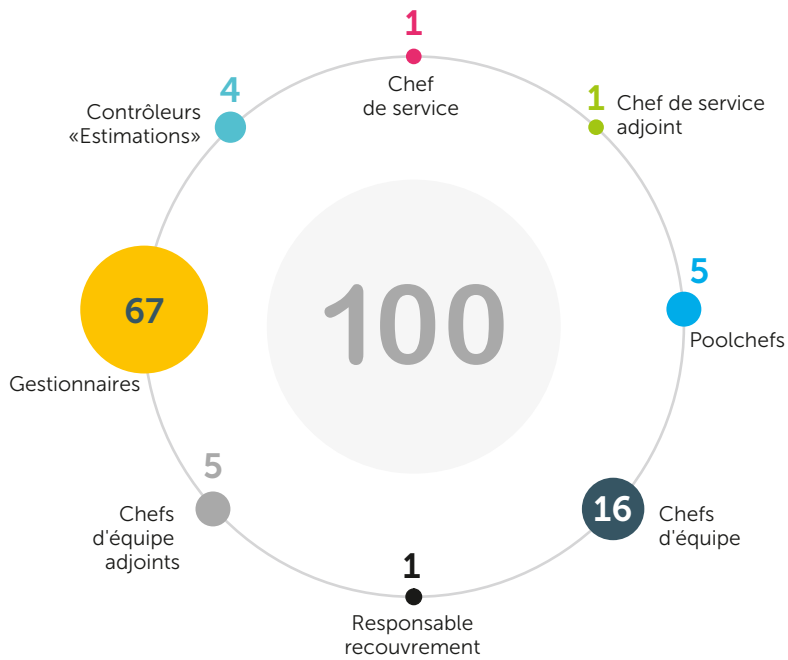 1
Chef
de service
1
Chef de service
adjoint
5
Poolchefs
16
Chefs
d'équipe
1
Responsable
recouvrement
5
Chefs
d'équipe
adjoints
67
Gestionnaires
4
Contrôleurs
«Estimations»
100